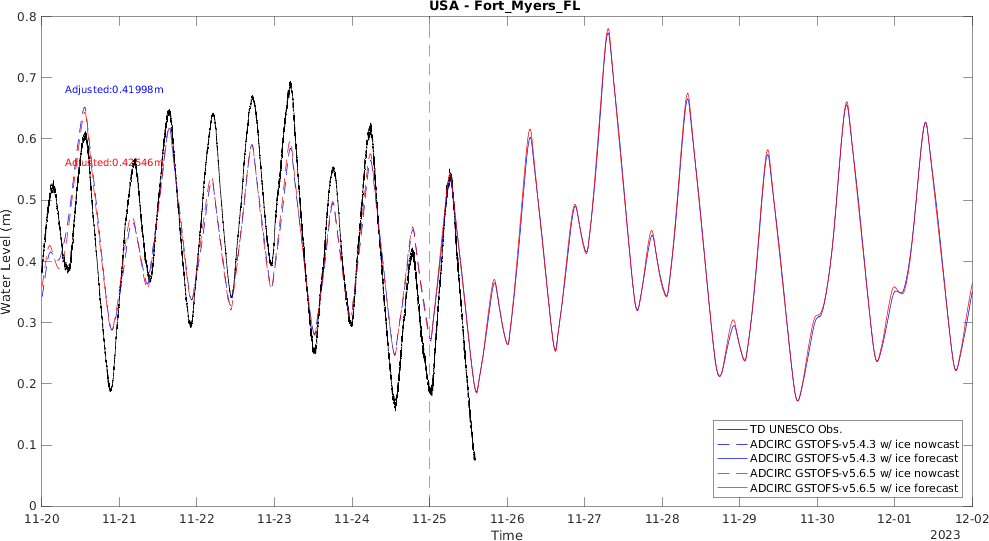 USA - Fort_Myers_FL
0.8
0.7
0.6
0.5
0.4
0.3
0.2
0.1
0
Water Level (m)
Adjusted:0.41998m
Adjusted:0.42646m
TD UNESCO Obs.
ADCIRC GSTOFS-v5.4.3 w/ ice nowcast
ADCIRC GSTOFS-v5.4.3 w/ ice forecast
ADCIRC GSTOFS-v5.6.5 w/ ice nowcast
ADCIRC GSTOFS-v5.6.5 w/ ice forecast
11-20 11-21 11-22 11-23 11-24 11-25 11-26 11-27 11-28 11-29 11-30 12-01 12-02
Time
2023